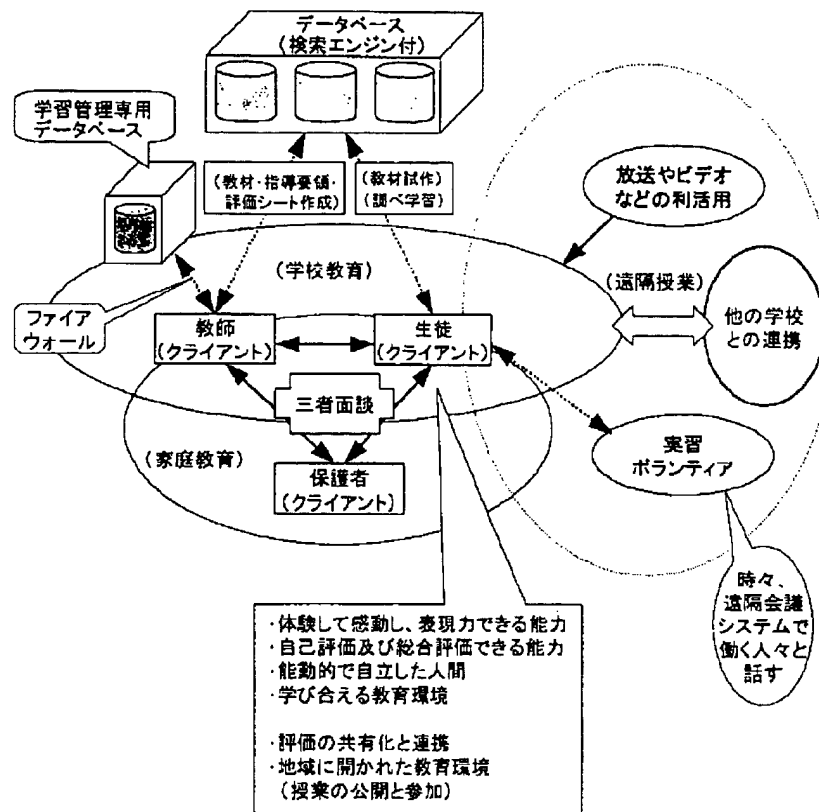 データベース
(検索エンジン付)
学習管理専用
データベース
(教材・指導要領・
評価シート作成)
(教材試作)
(調べ学習)
放送やビデオ
などの利活用
(学校教育)
(遠隔授業)
ファイア
ウォール
教師
(クライアント)
生徒
(クライアント)
他の学校
との連携
三者面談
(家庭教育)
保護者
(クライアント)
実習
ボランティア
時々、
遠隔会議
システムで
働く人々と
話す
・体験して感動し、表現力できる能力
・自己評価及び総合評価できる能力
・能動的で自立した人間
・学び合える教育環境
・評価の共有化と連携
・地域に開かれた教育環境
(授業の公開と参加)